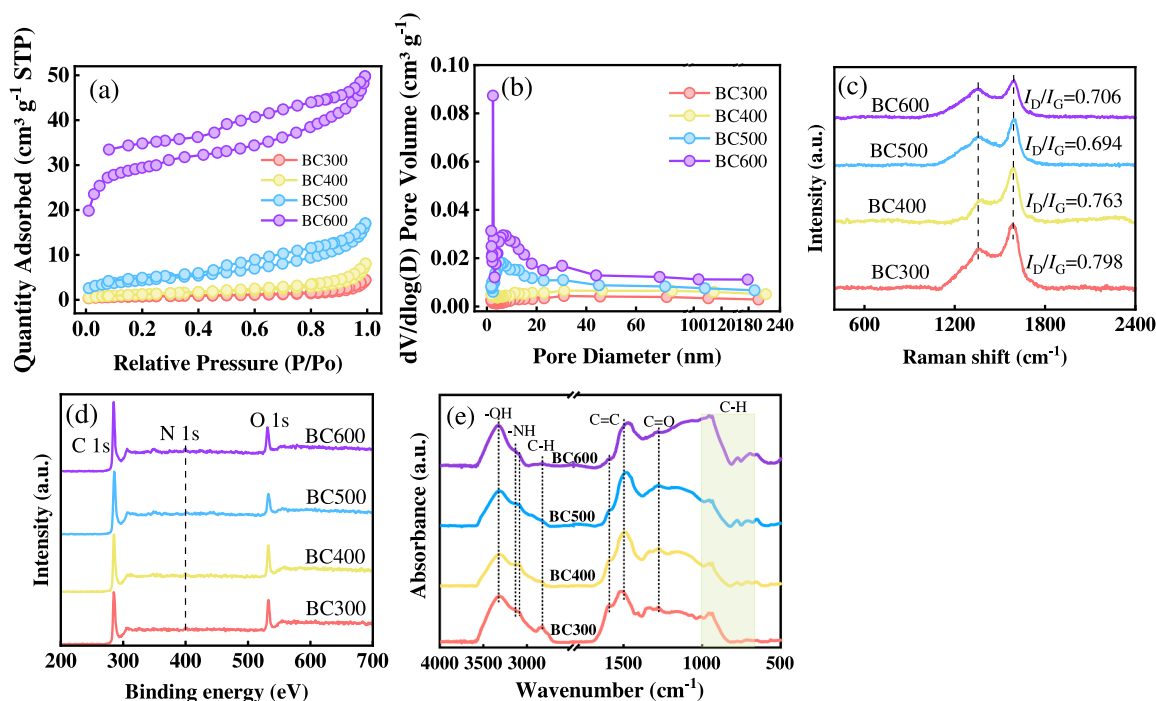 (a)
Quantity Adsorbed (cm³ g⁻¹ STP)
50
40
30
20
10
0
BC300
BC400
BC500
BC600
0.0 0.2 0.4 0.6 0.8 1.0
Relative Pressure (P/Po)
(b)
dV/dlog(D) Pore Volume (cm³ g⁻¹)
0.10
0.08
0.06
0.04
0.02
0.00
BC300
BC400
BC500
BC600
0 20 40 60 100 120 180 240
Pore Diameter (nm)
(c)
Intensity (a.u.)
BC600 I_D/I_G=0.706
BC500 I_D/I_G=0.694
BC400 I_D/I_G=0.763
BC300 I_D/I_G=0.798
600 1200 1800 2400
Raman shift (cm⁻¹)
(d)
Intensity (a.u.)
C 1s N 1s O 1s
BC600
BC500
BC400
BC300
200 300 400 500 600 700
Binding energy (eV)
(e)
Absorbance (a.u.)
-OH
-NH
C-H
C=C
C=O
C-H
BC600
BC500
BC400
BC300
4000 3500 3000 1500 1000 500
Wavenumber (cm⁻¹)